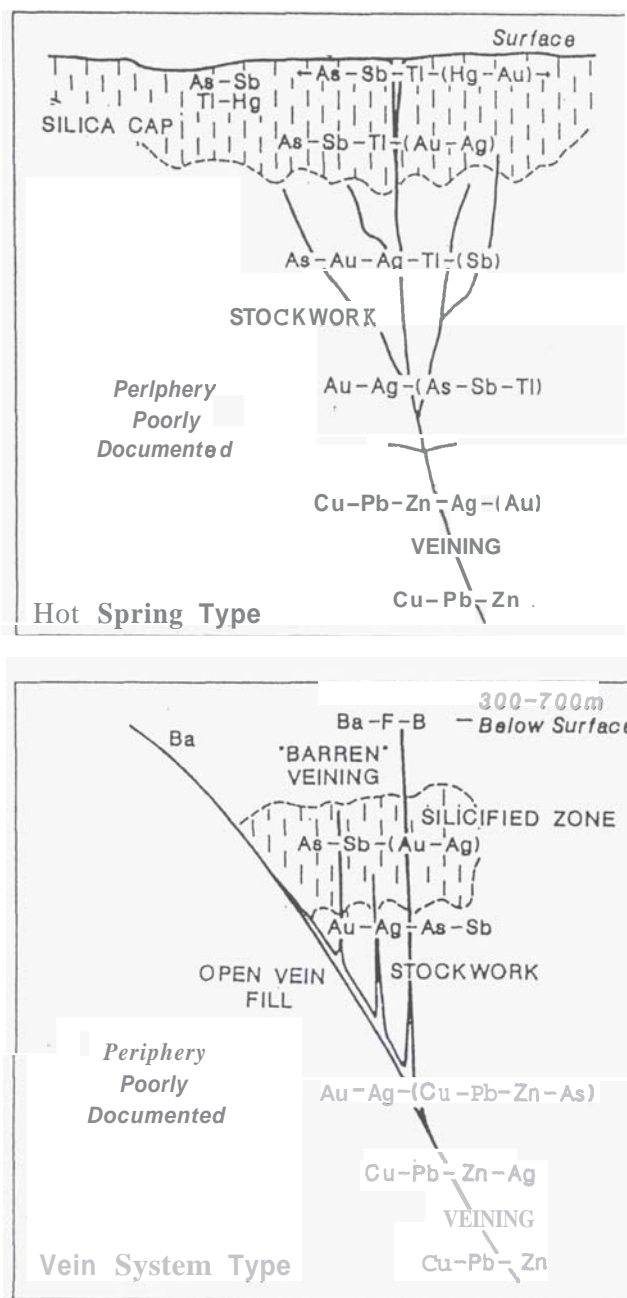 Surface
As-Sb
Tl-Hg
←As-Sb-Tl-(Hg-Au)→
SILICA CAP
As-Sb-Tl-(Au-Ag)
As-Au-Ag-Tl-(Sb)
STOCKWORK
Au-Ag-(As-Sb-Tl)
Perlphery
Poorly
Documented
Cu-Pb-Zn-Ag-(Au)
VEINING
Cu-Pb-Zn
Hot Spring Type
300-700m
Below Surface
Ba-F-B
Ba
"BARREN"
VEINING
SILICIFIED ZONE
As-Sb-(Au-Ag)
Au-Ag-As-Sb
OPEN VEIN
FILL
STOCKWORK
Periphery
Poorly
Documented
Au-Ag-(Cu-Pb-Zn-As)
Cu-Pb-Zn-Ag
VEINING
Cu-Pb-Zn
Vein System Type